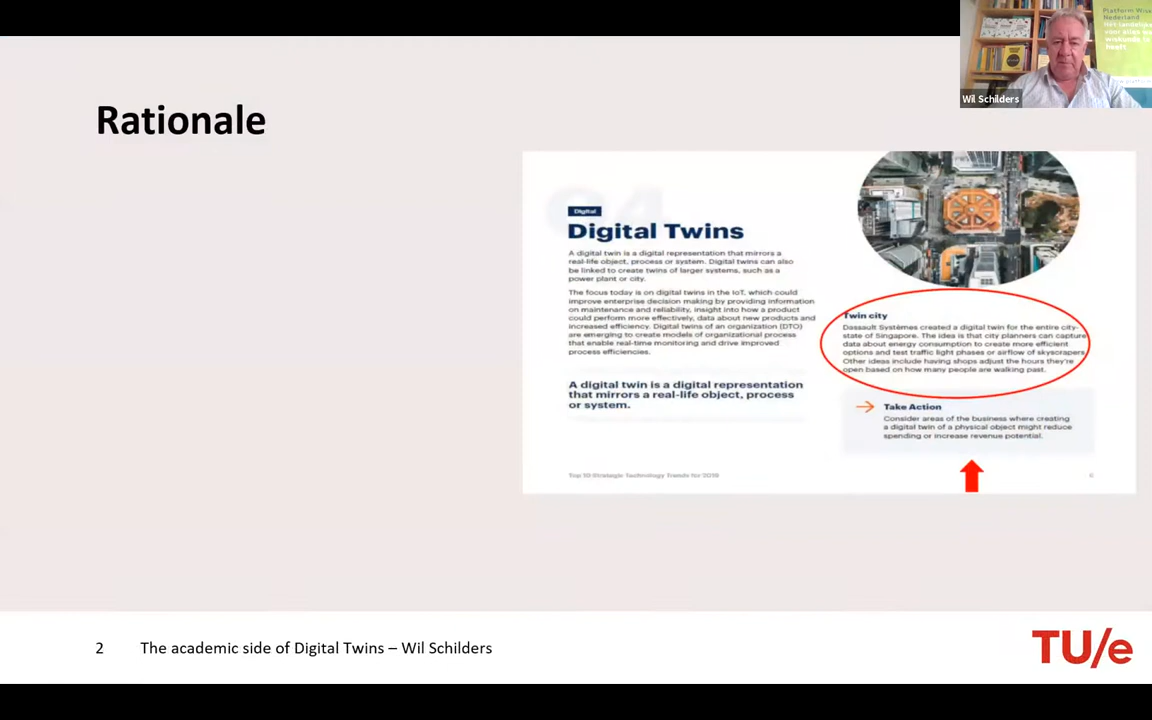 Platform Wis
Nederland
Het landelijk
voor alles wa
wiskunde te
heeft
Wil Schilders
Rationale
Digital
Digital Twins
A digital twin is a digital representation that mirrors a
real-life object, process or system. Digital twins can also
be linked to create twins of larger systems, such as a
power plant or city.
The focus today is on digital twins in the IoT, which could
improve enterprise decision making by providing information
on maintenance and reliability, insight into how a product
could perform more effectively, data about new products and
increased efficiency. Digital twins of an organization (DTO)
are emerging to create models of organizational process
that enable real-time monitoring and drive improved
process efficiencies.
A digital twin is a digital representation
that mirrors a real-life object, process
or system.
Twin city
Dassault Systèmes created a digital twin for the entire city-
state of Singapore. The idea is that city planners can capture
data about energy consumption to create more efficient
options and test traffic light phases or airflow of skyscrapers.
Other ideas include having shops adjust the hours they're
open based on how many people are walking past.
Take Action
Consider areas of the business where creating
a digital twin of a physical object might reduce
spending or increase revenue potential.
Top 10 Strategic Technology Trends for 2019
2 The academic side of Digital Twins – Wil Schilders
TU/e